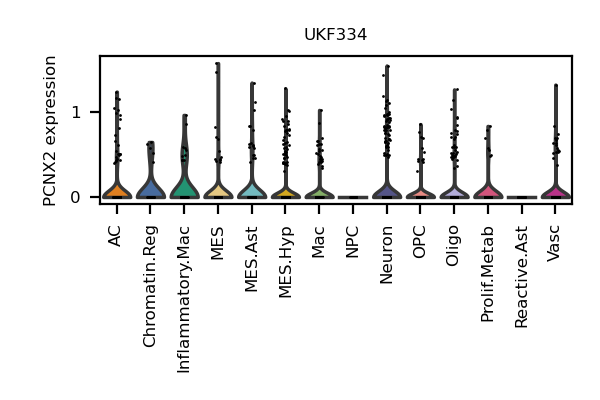 UKF334
PCNX2 expression
1
0
AC
Chromatin.Reg
Inflammatory.Mac
MES
MES.Ast
MES.Hyp
Mac
NPC
Neuron
OPC
Oligo
Prolif.Metab
Reactive.Ast
Vasc